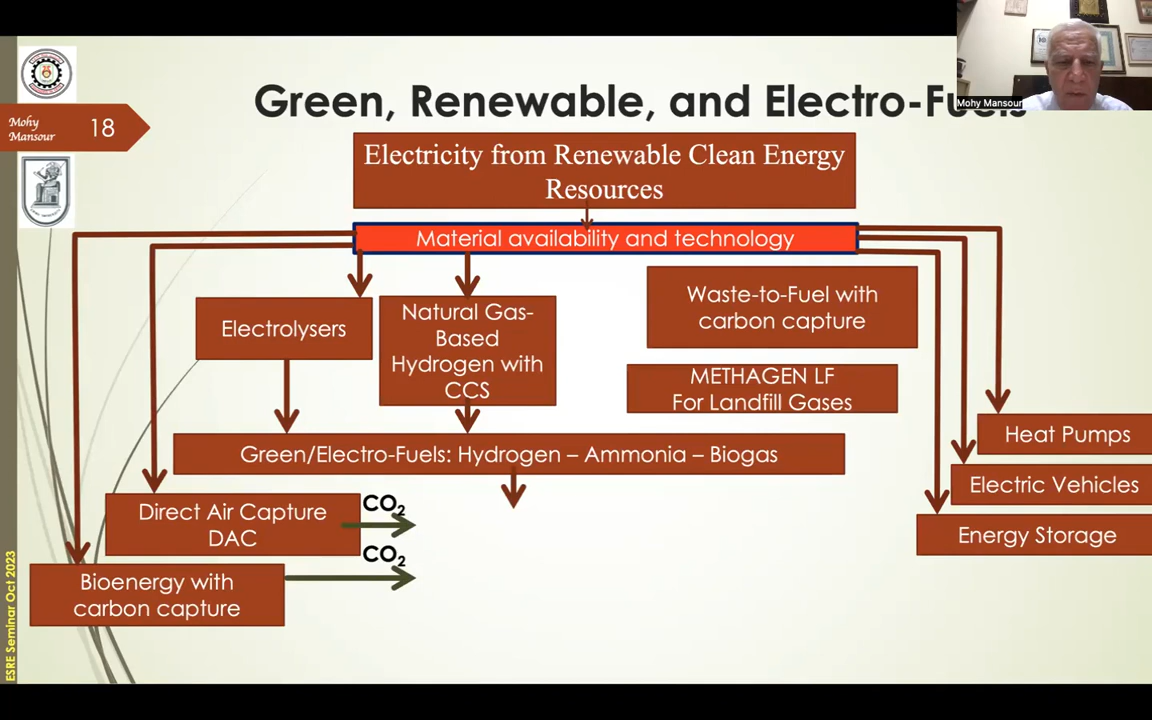 Green, Renewable, and Electro-Fuels
Mohy Mansour
Mohy
Mansour
18
Electricity from Renewable Clean Energy
Resources
Material availability and technology
Electrolysers
Natural Gas-
Based
Hydrogen with
CCS
Waste-to-Fuel with
carbon capture
METHAGEN LF
For Landfill Gases
Heat Pumps
Green/Electro-Fuels: Hydrogen – Ammonia – Biogas
Electric Vehicles
Direct Air Capture
DAC
CO₂
Energy Storage
CO₂
Bioenergy with
carbon capture
ESRE Seminar Oct 2023